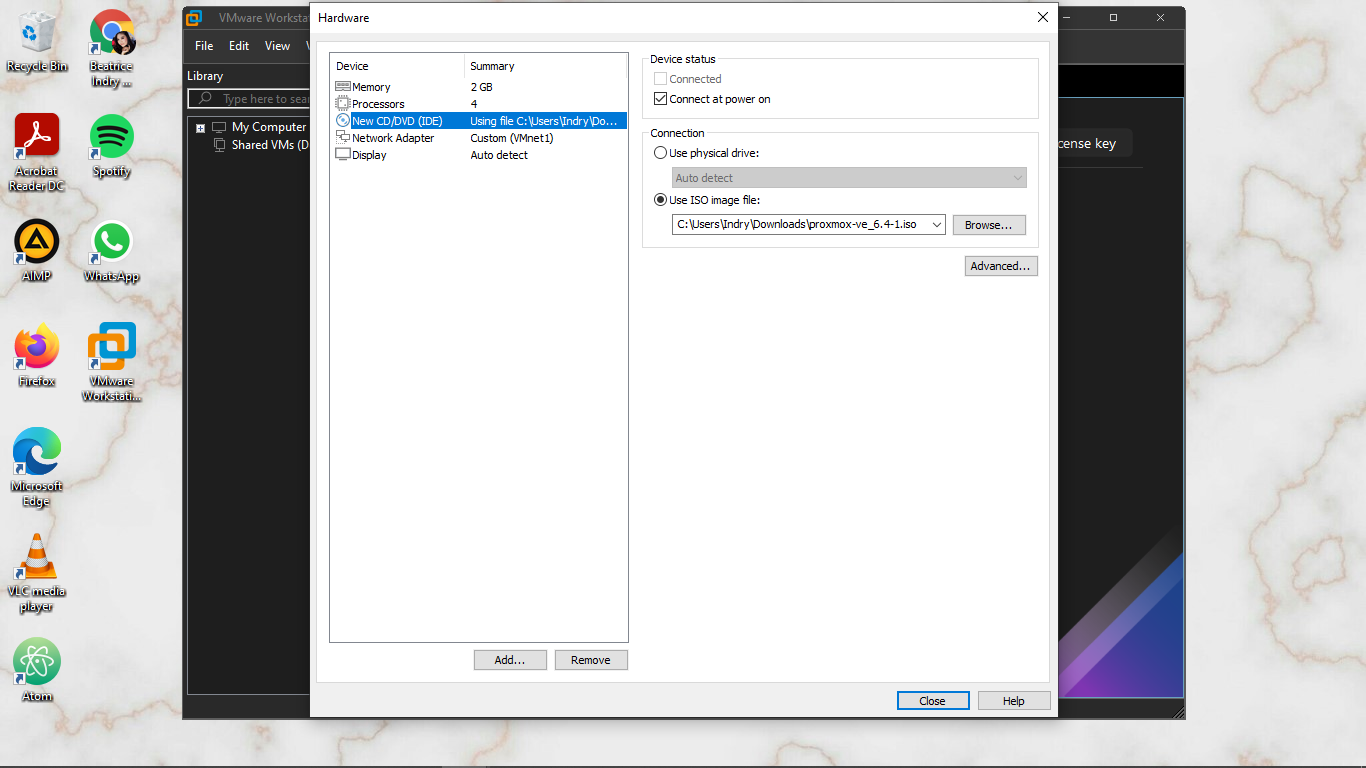 Recycle Bin
Beatrice
Indry ...
Acrobat
Reader DC
Spotify
AIMP
WhatsApp
Firefox
VMware
Workstati...
Microsoft
Edge
VLC media
player
Atom
VMware Worksta
File Edit View
Library
Type here to sear
My Computer
Shared VMs (D
cense key
Hardware
Device Summary
Memory 2 GB
Processors 4
New CD/DVD (IDE) Using file C:\Users\Indry\Do...
Network Adapter Custom (VMnet1)
Display Auto detect
Add... Remove
Device status
Connected
Connect at power on
Connection
Use physical drive:
Auto detect
Use ISO image file:
C:\Users\Indry\Downloads\proxmox-ve_6.4-1.iso Browse...
Advanced...
Close Help